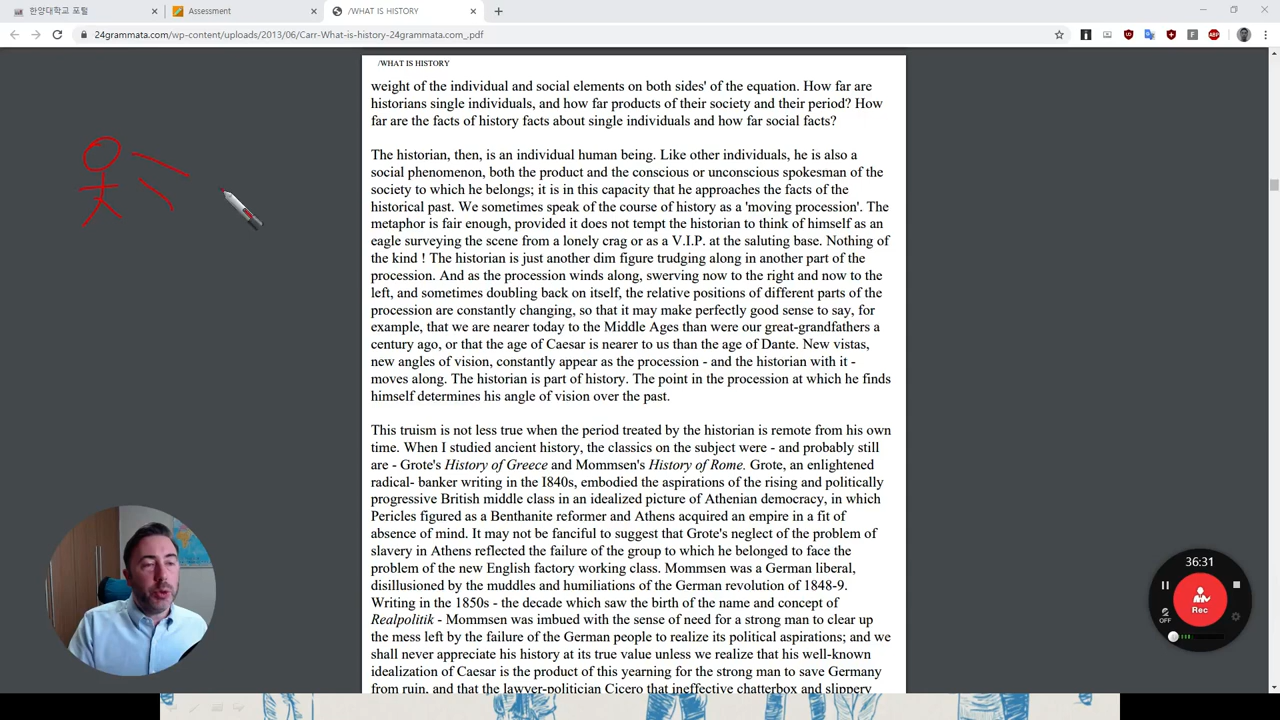 한양대학교 포털
Assessment
/WHAT IS HISTORY
24grammata.com/wp-content/uploads/2013/06/Carr-What-is-history-24grammata.com_.pdf
/WHAT IS HISTORY
weight of the individual and social elements on both sides' of the equation. How far are
historians single individuals, and how far products of their society and their period? How
far are the facts of history facts about single individuals and how far social facts?
The historian, then, is an individual human being. Like other individuals, he is also a
social phenomenon, both the product and the conscious or unconscious spokesman of the
society to which he belongs; it is in this capacity that he approaches the facts of the
historical past. We sometimes speak of the course of history as a 'moving procession'. The
metaphor is fair enough, provided it does not tempt the historian to think of himself as an
eagle surveying the scene from a lonely crag or as a V.I.P. at the saluting base. Nothing of
the kind ! The historian is just another dim figure trudging along in another part of the
procession. And as the procession winds along, swerving now to the right and now to the
left, and sometimes doubling back on itself, the relative positions of different parts of the
procession are constantly changing, so that it may make perfectly good sense to say, for
example, that we are nearer today to the Middle Ages than were our great-grandfathers a
century ago, or that the age of Caesar is nearer to us than the age of Dante. New vistas,
new angles of vision, constantly appear as the procession - and the historian with it -
moves along. The historian is part of history. The point in the procession at which he finds
himself determines his angle of vision over the past.
This truism is not less true when the period treated by the historian is remote from his own
time. When I studied ancient history, the classics on the subject were - and probably still
are - Grote's History of Greece and Mommsen's History of Rome. Grote, an enlightened
radical- banker writing in the I840s, embodied the aspirations of the rising and politically
progressive British middle class in an idealized picture of Athenian democracy, in which
Pericles figured as a Benthanite reformer and Athens acquired an empire in a fit of
absence of mind. It may not be fanciful to suggest that Grote's neglect of the problem of
slavery in Athens reflected the failure of the group to which he belonged to face the
problem of the new English factory working class. Mommsen was a German liberal,
disillusioned by the muddles and humiliations of the German revolution of 1848-9.
Writing in the 1850s - the decade which saw the birth of the name and concept of
Realpolitik - Mommsen was imbued with the sense of need for a strong man to clear up
the mess left by the failure of the German people to realize its political aspirations; and we
shall never appreciate his history at its true value unless we realize that his well-known
idealization of Caesar is the product of this yearning for the strong man to save Germany
from ruin, and that the lawyer-politician Cicero that ineffective chatterbox and slippery
36:31
Rec
OFF